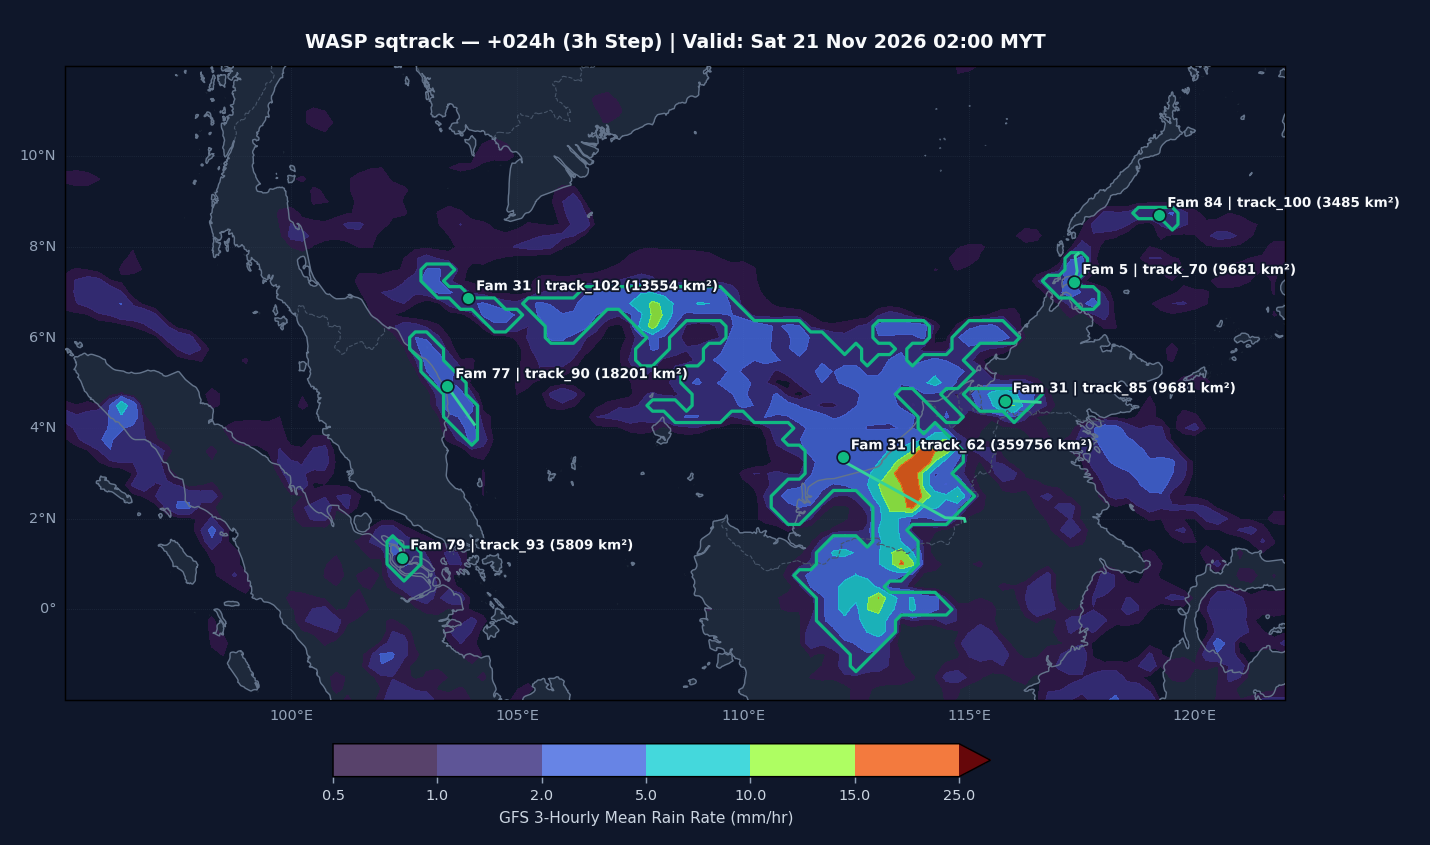 WASP sqtrack — +024h (3h Step) | Valid: Sat 21 Nov 2026 02:00 MYT
10°N
8°N
6°N
4°N
2°N
0°
Fam 84 | track_100 (3485 km²)
Fam 5 | track_70 (9681 km²)
Fam 31 | track_102 (13554 km²)
Fam 77 | track_90 (18201 km²)
Fam 31 | track_85 (9681 km²)
Fam 31 | track_62 (359756 km²)
Fam 79 | track_93 (5809 km²)
100°E 105°E 110°E 115°E 120°E
0.5 1.0 2.0 5.0 10.0 15.0 25.0
GFS 3-Hourly Mean Rain Rate (mm/hr)